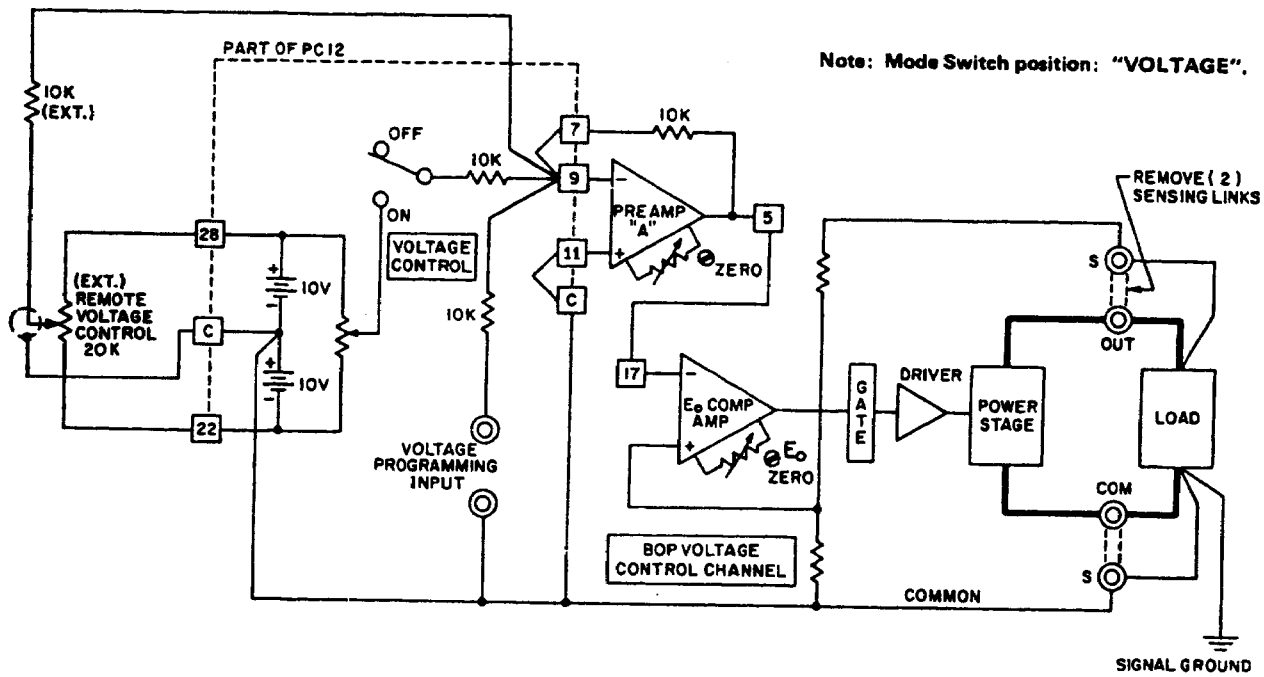 PART OF PC12
Note: Mode Switch position: "VOLTAGE".
10K
(EXT.)
OFF
10K
ON
VOLTAGE
CONTROL
7
9
11
C
10K
PREAMP
"A"
ZERO
5
REMOVE (2)
SENSING LINKS
28
C
22
(EXT.)
REMOTE
VOLTAGE
CONTROL
20K
+
-
10V
+
-
10V
10K
VOLTAGE
PROGRAMMING
INPUT
-
+
17
-
+
Eo COMP
AMP
Eo
ZERO
GATE
DRIVER
POWER
STAGE
S
OUT
LOAD
COM
S
BOP VOLTAGE
CONTROL CHANNEL
COMMON
SIGNAL GROUND